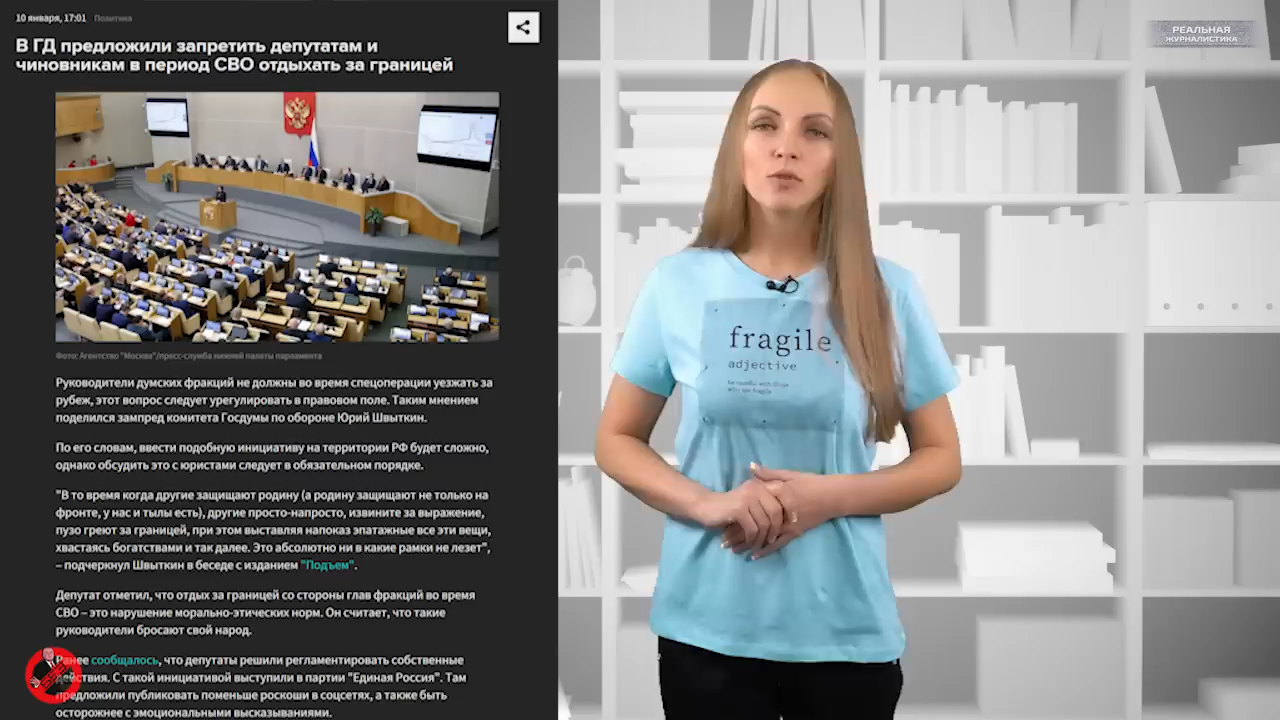 10 января, 17:01 Политика
В ГД предложили запретить депутатам и
чиновникам в период СВО отдыхать за границей
Фото: Агентство "Москва"/пресс-служба нижней палаты парламента
Руководители думских фракций не должны во время спецоперации уезжать за
рубеж, этот вопрос следует урегулировать в правовом поле. Таким мнением
поделился зампред комитета Госдумы по обороне Юрий Швыткин.
По его словам, ввести подобную инициативу на территории РФ будет сложно,
однако обсудить это с юристами следует в обязательном порядке.
"В то время когда другие защищают родину (а родину защищают не только на
фронте, у нас и тылы есть), другие просто-напросто, извините за выражение,
пузо греют за границей, при этом выставляя напоказ эпатажные все эти вещи,
хвастаясь богатствами и так далее. Это абсолютно ни в какие рамки не лезет",
– подчеркнул Швыткин в беседе с изданием "Подъем".
Депутат отметил, что отдых за границей со стороны глав фракций во время
СВО – это нарушение морально-этических норм. Он считает, что такие
руководители бросают свой народ.
Ранее сообщалось, что депутаты решили регламентировать собственные
действия. С такой инициативой выступили в партии "Единая Россия". Там
предложили публиковать поменьше роскоши в соцсетях, а также быть
осторожнее с эмоциональными высказываниями.
РЕАЛЬНАЯ
ЖУРНАЛИСТИКА
fragile
adjective